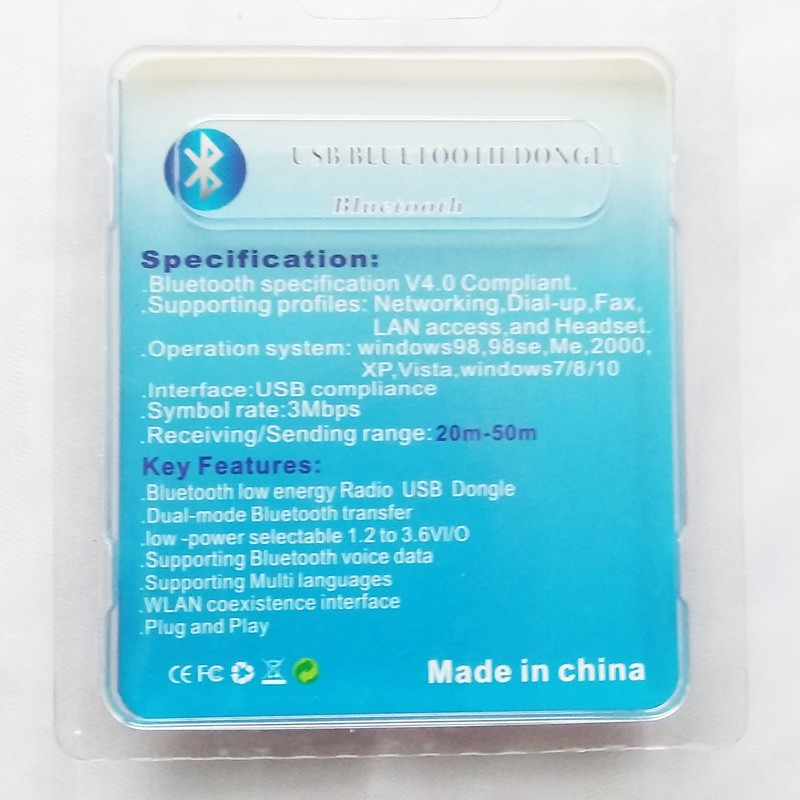 USB BLUETOOTH DONGLE
Bluetooth
Specification:
.Bluetooth specification V4.0 Compliant.
.Supporting profiles: Networking,Dial-up,Fax,
LAN access,and Headset.
.Operation system: windows98,98se,Me,2000,
XP,Vista,windows7/8/10
.Interface:USB compliance
.Symbol rate:3Mbps
.Receiving/Sending range:20m-50m
Key Features:
.Bluetooth low energy Radio USB Dongle
.Dual-mode Bluetooth transfer
.low -power selectable 1.2 to 3.6VI/O
.Supporting Bluetooth voice data
.Supporting Multi languages
.WLAN coexistence interface
.Plug and Play
CE FC Made in china